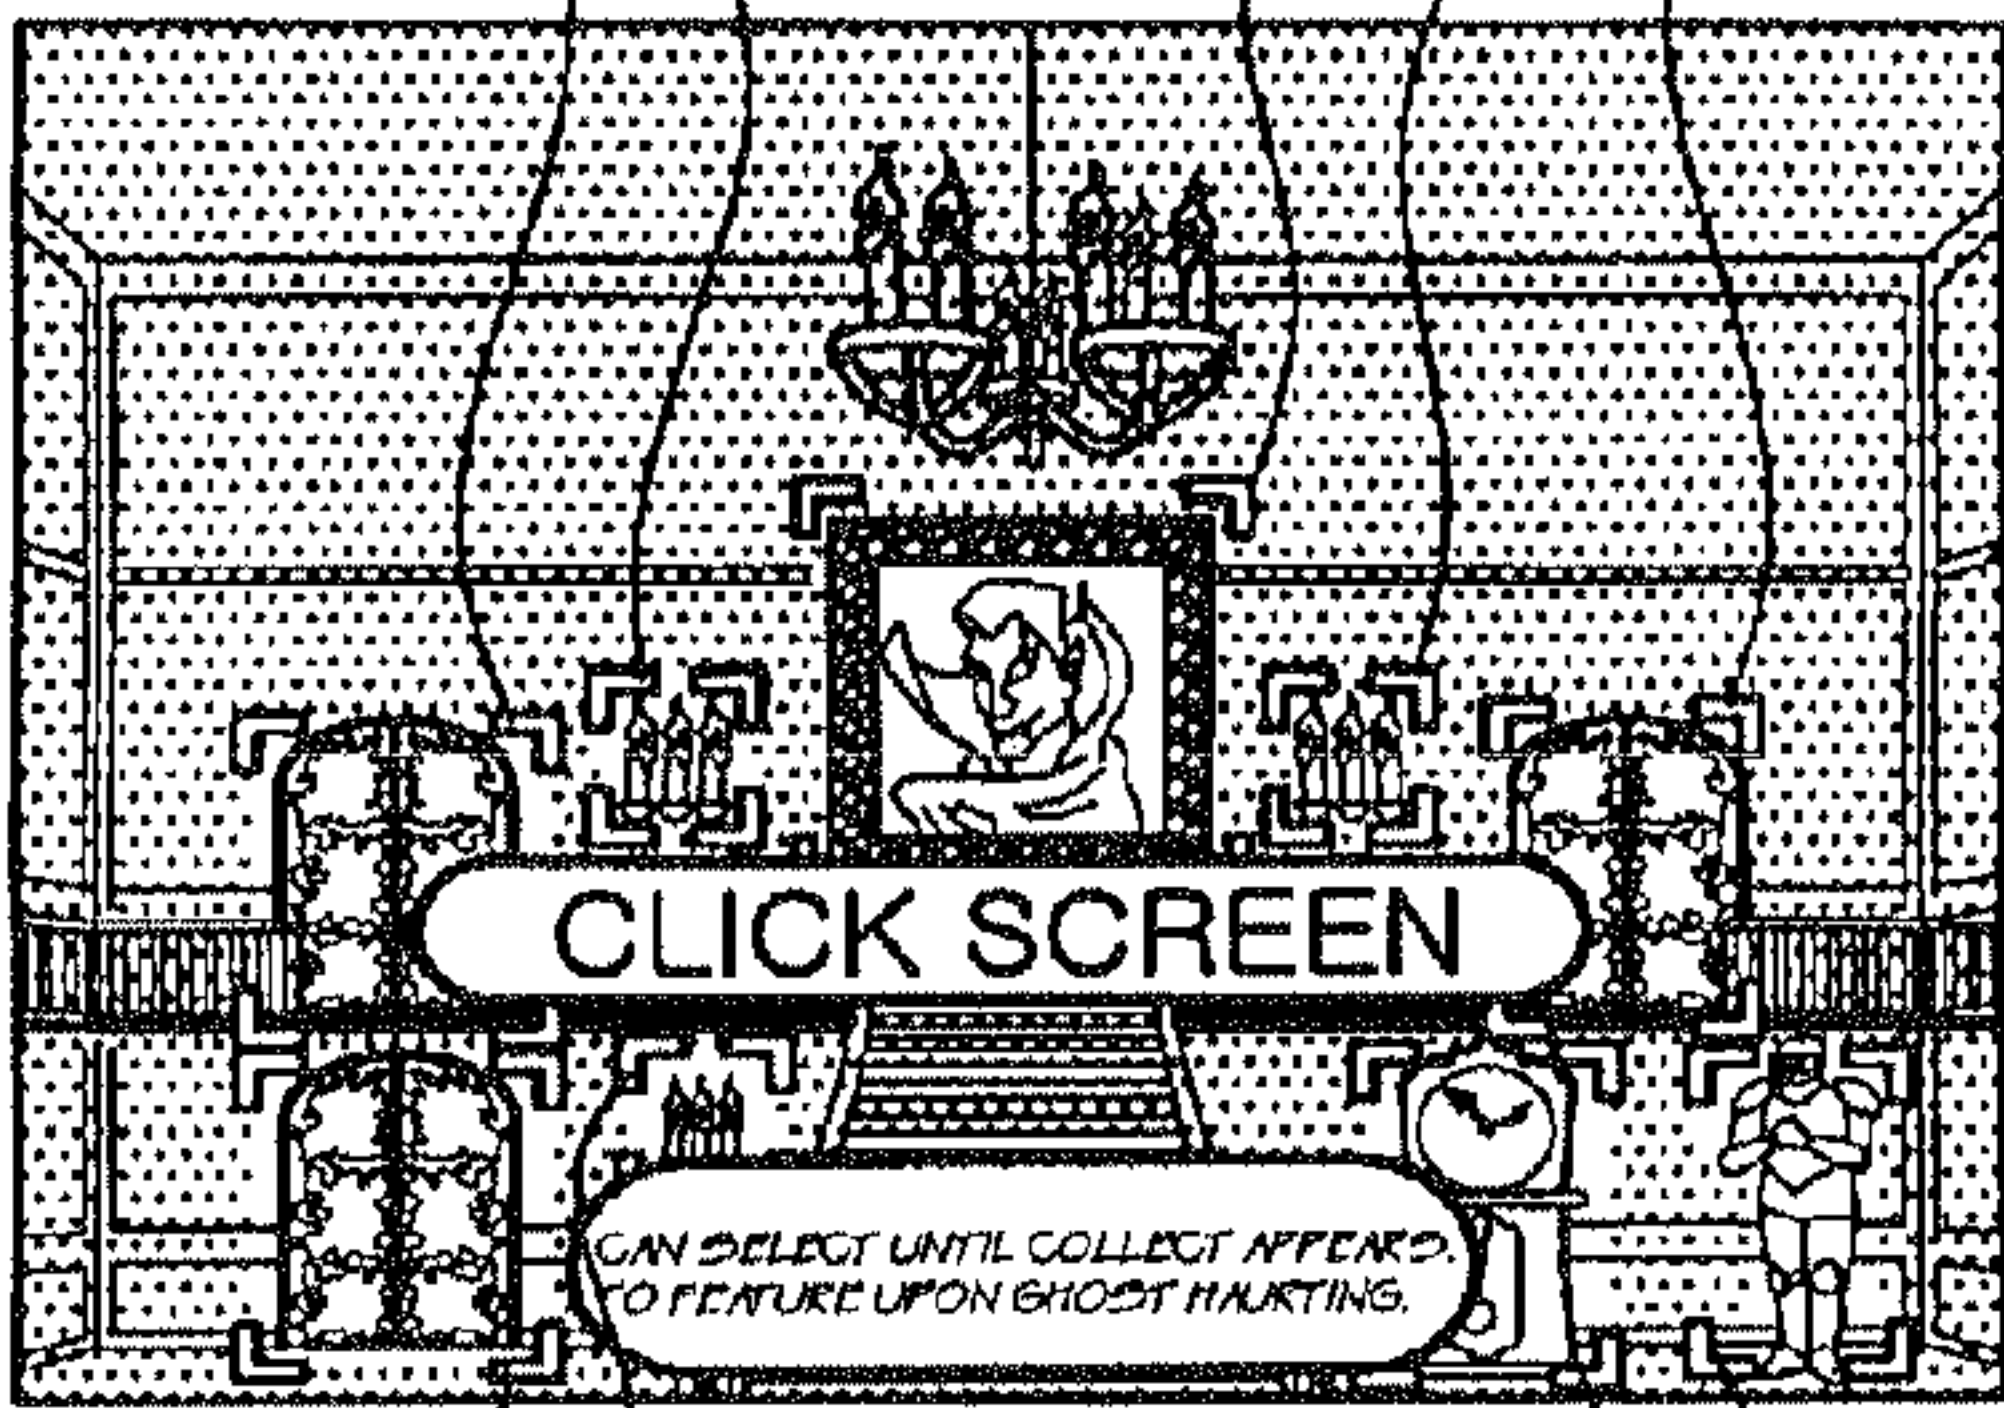 CLICK SCREEN
CAN SELECT UNTIL COLLECT APPEARS.
TO FEATURE UPON GHOST HAUNTING.